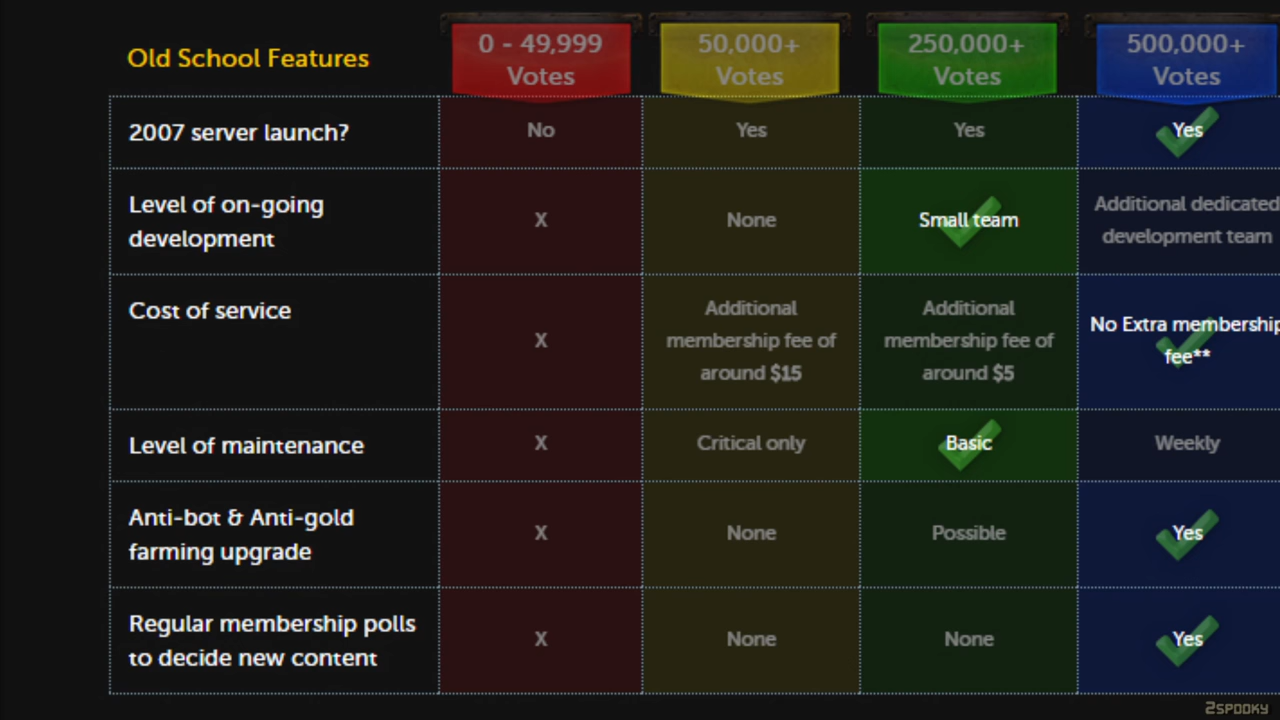 Old School Features
0 - 49,999
Votes
50,000+
Votes
250,000+
Votes
500,000+
Votes
2007 server launch?
No
Yes
Yes
Yes
Level of on-going
development
X
None
Small team
Additional dedicated
development team
Cost of service
X
Additional
membership fee of
around $15
Additional
membership fee of
around $5
No Extra membership
fee**
Level of maintenance
X
Critical only
Basic
Weekly
Anti-bot & Anti-gold
farming upgrade
X
None
Possible
Yes
Regular membership polls
to decide new content
X
None
None
Yes
2SPOOKY